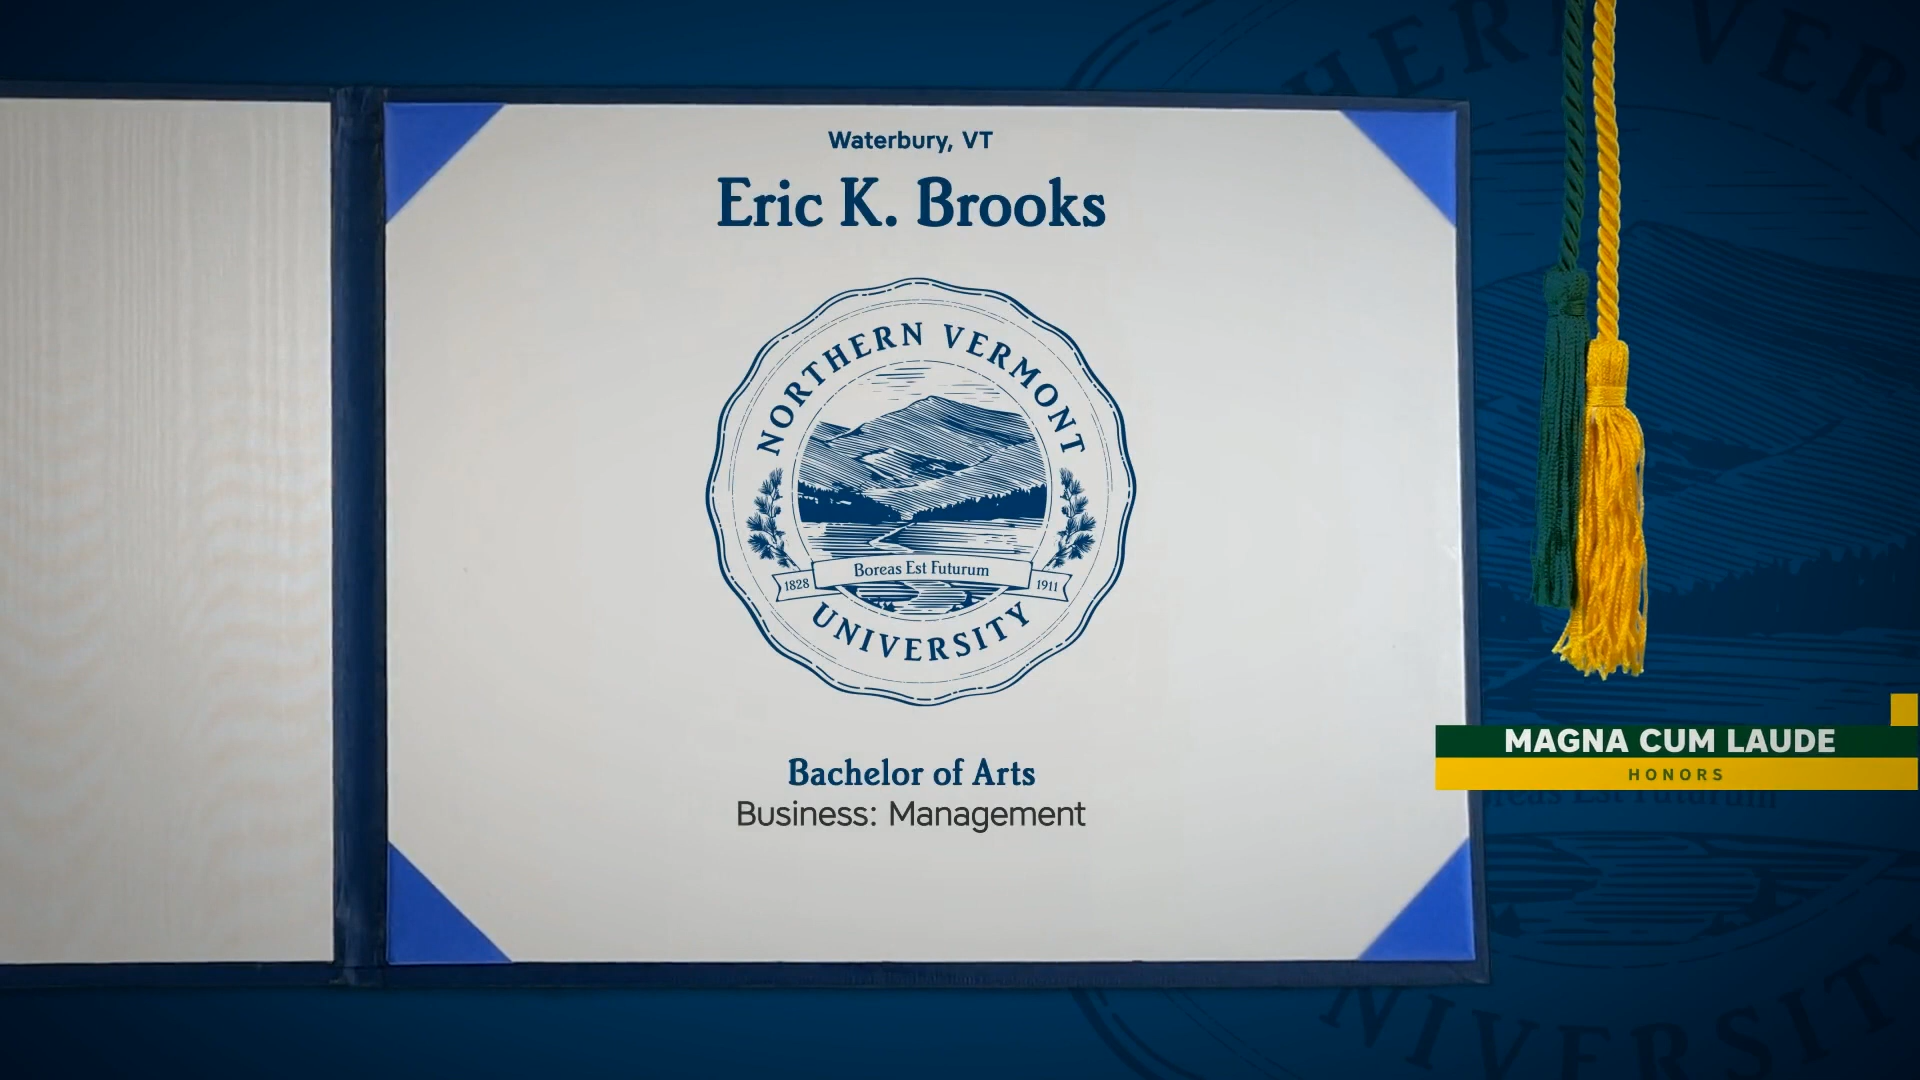 Waterbury, VT
Eric K. Brooks
NORTHERN VERMONT
1828
Boreas Est Futurum
1911
UNIVERSITY
Bachelor of Arts
Business: Management
MAGNA CUM LAUDE
HONORS